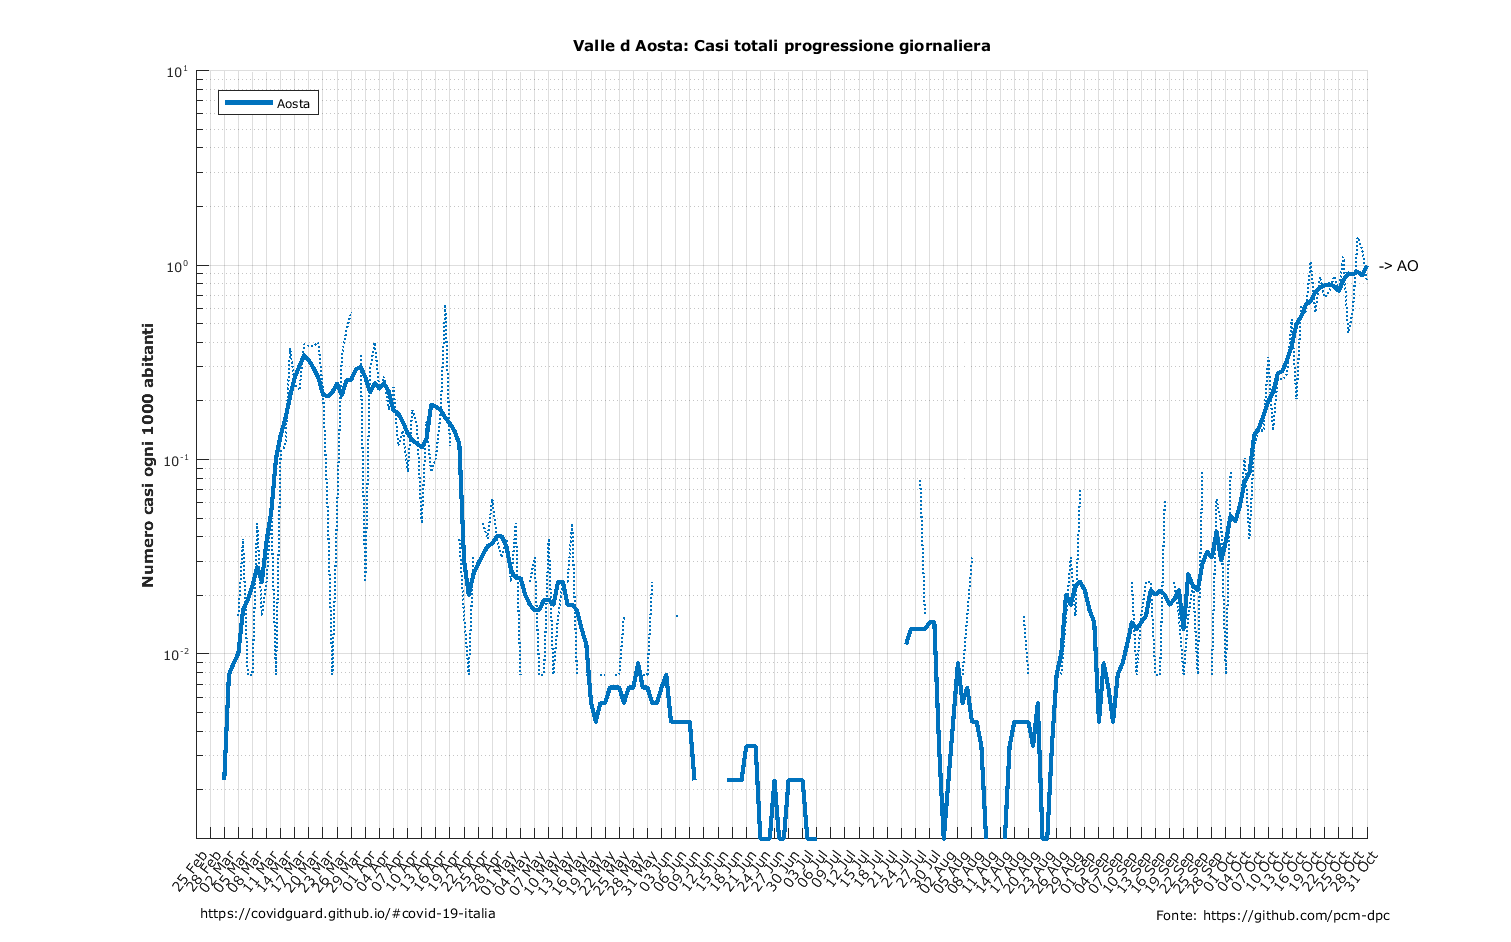 Valle d Aosta: Casi totali progressione giornaliera
10¹
Aosta
10⁰
-> AO
10⁻¹
10⁻²
Numero casi ogni 1000 abitanti
25 Feb
28 Feb
02 Mar
05 Mar
08 Mar
11 Mar
14 Mar
17 Mar
20 Mar
23 Mar
26 Mar
29 Mar
01 Apr
04 Apr
07 Apr
10 Apr
13 Apr
16 Apr
19 Apr
22 Apr
25 Apr
28 Apr
01 May
04 May
07 May
10 May
13 May
16 May
19 May
22 May
25 May
28 May
31 May
03 Jun
06 Jun
09 Jun
12 Jun
15 Jun
18 Jun
21 Jun
24 Jun
27 Jun
30 Jun
03 Jul
06 Jul
09 Jul
12 Jul
15 Jul
18 Jul
21 Jul
24 Jul
27 Jul
30 Jul
02 Aug
05 Aug
08 Aug
11 Aug
14 Aug
17 Aug
20 Aug
23 Aug
26 Aug
29 Aug
01 Sep
04 Sep
07 Sep
10 Sep
13 Sep
16 Sep
19 Sep
22 Sep
25 Sep
28 Sep
01 Oct
04 Oct
07 Oct
10 Oct
13 Oct
16 Oct
19 Oct
22 Oct
25 Oct
28 Oct
31 Oct
https://covidguard.github.io/#covid-19-italia
Fonte: https://github.com/pcm-dpc